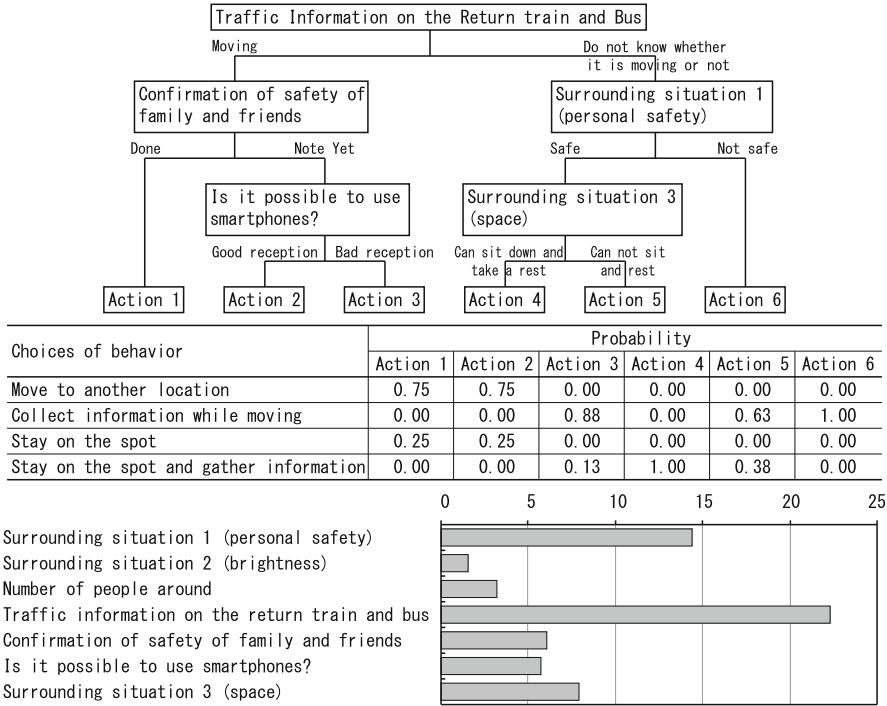 Traffic Information on the Return train and Bus
Moving
Do not know whether
it is moving or not
Confirmation of safety of
family and friends
Surrounding situation 1
(personal safety)
Done
Note Yet
Safe
Not safe
Is it possible to use
smartphones?
Surrounding situation 3
(space)
Good reception
Bad reception
Can sit down and
take a rest
Can not sit
and rest
Action 1
Action 2
Action 3
Action 4
Action 5
Action 6
Choices of behavior
Probability
Action 1 Action 2 Action 3 Action 4 Action 5 Action 6
Move to another location 0.75 0.75 0.00 0.00 0.00 0.00
Collect information while moving 0.00 0.00 0.88 0.00 0.63 1.00
Stay on the spot 0.25 0.25 0.00 0.00 0.00 0.00
Stay on the spot and gather information 0.00 0.00 0.13 1.00 0.38 0.00
0 5 10 15 20 25
Surrounding situation 1 (personal safety)
Surrounding situation 2 (brightness)
Number of people around
Traffic information on the return train and bus
Confirmation of safety of family and friends
Is it possible to use smartphones?
Surrounding situation 3 (space)